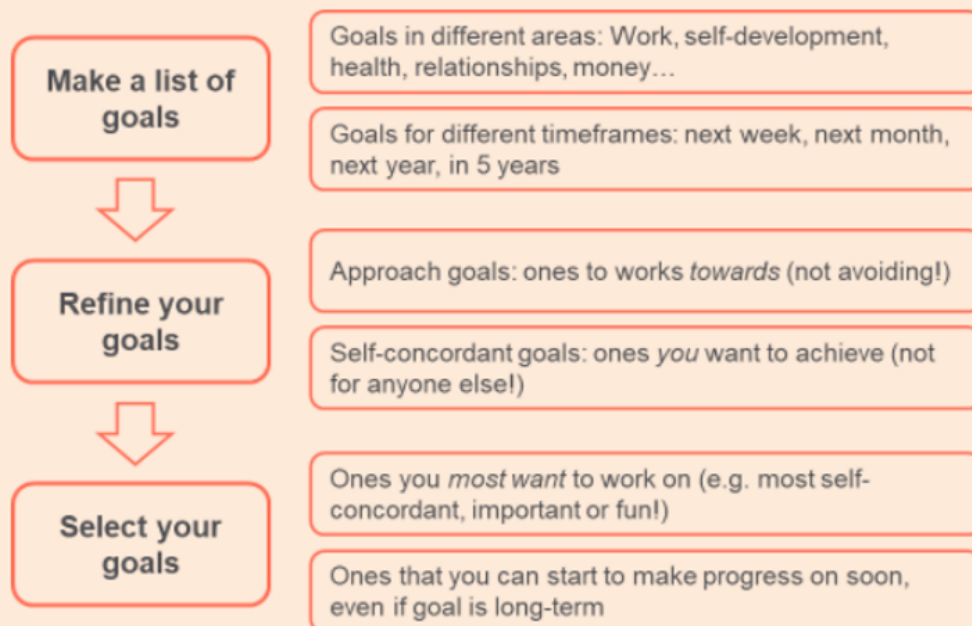 Make a list of
goals
Goals in different areas: Work, self-development,
health, relationships, money...
Goals for different timeframes: next week, next month,
next year, in 5 years
Refine your
goals
Approach goals: ones to works towards (not avoiding!)
Self-concordant goals: ones you want to achieve (not
for anyone else!)
Select your
goals
Ones you most want to work on (e.g. most self-
concordant, important or fun!)
Ones that you can start to make progress on soon,
even if goal is long-term